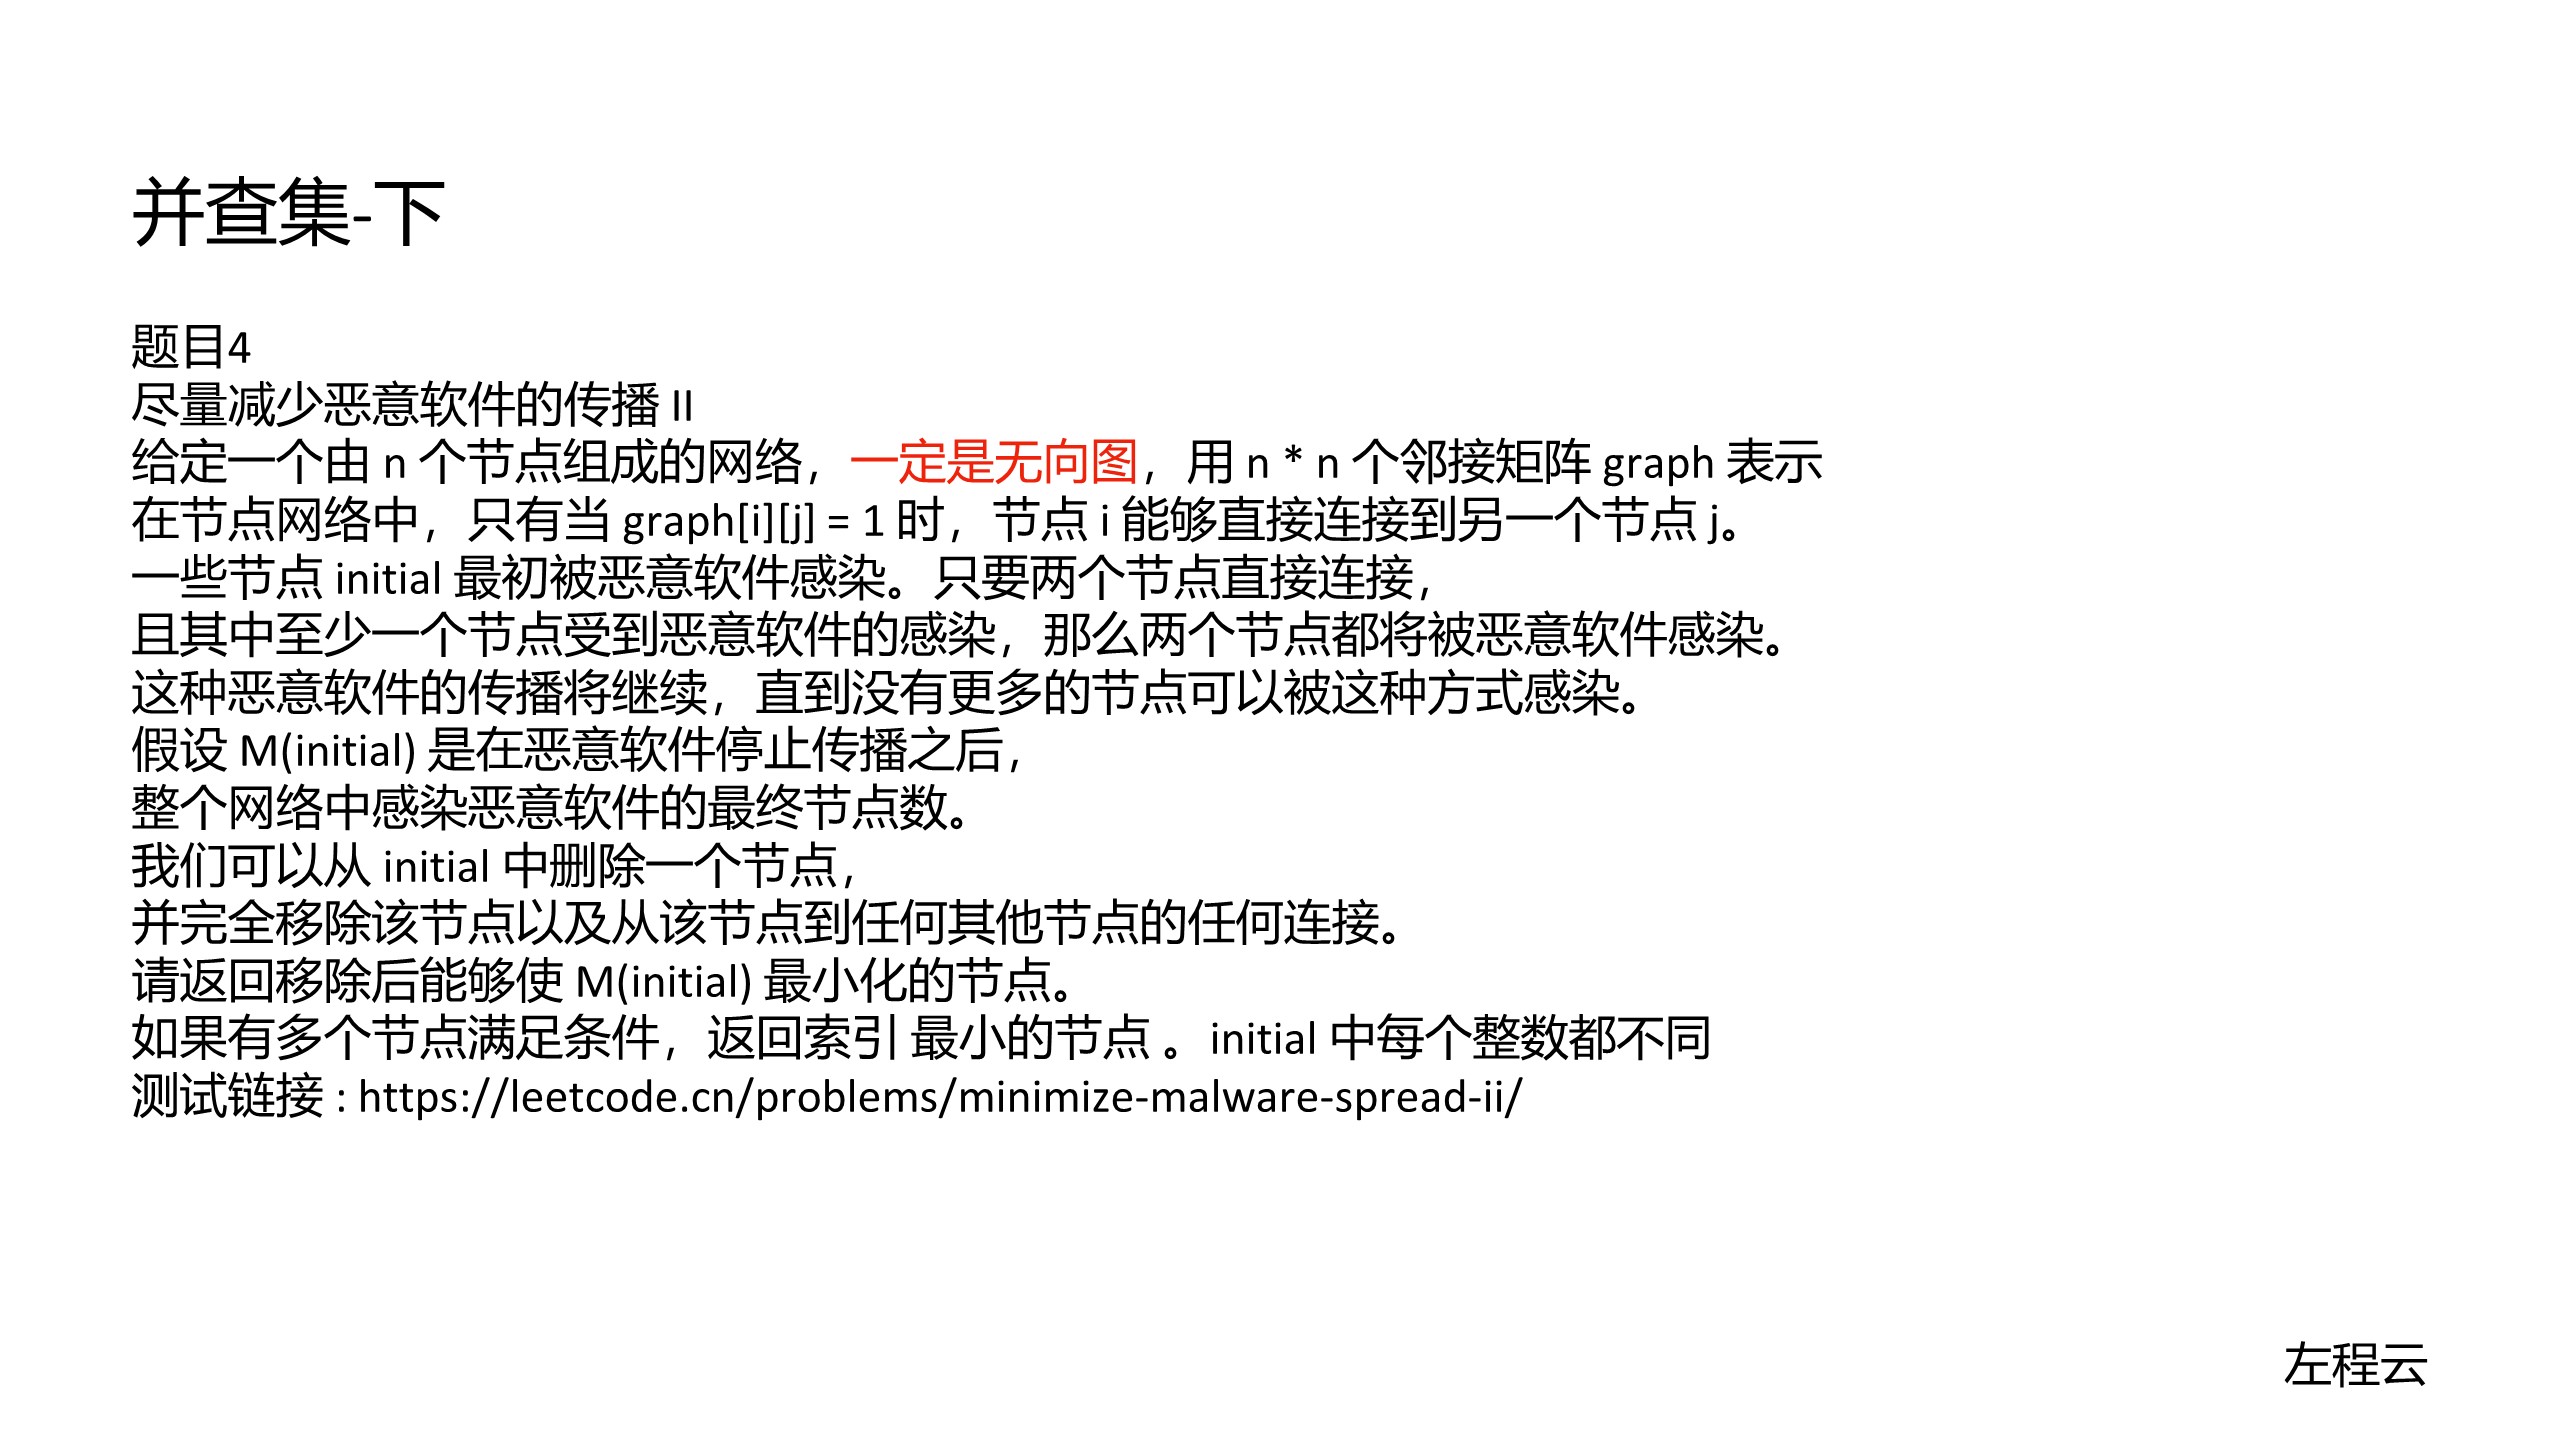 并查集-下
题目4
尽量减少恶意软件的传播 II
给定一个由 n 个节点组成的网络，一定是无向图，用 n * n 个邻接矩阵 graph 表示
在节点网络中，只有当 graph[i][j] = 1 时，节点 i 能够直接连接到另一个节点 j。
一些节点 initial 最初被恶意软件感染。只要两个节点直接连接，
且其中至少一个节点受到恶意软件的感染，那么两个节点都将被恶意软件感染。
这种恶意软件的传播将继续，直到没有更多的节点可以被这种方式感染。
假设 M(initial) 是在恶意软件停止传播之后，
整个网络中感染恶意软件的最终节点数。
我们可以从 initial 中删除一个节点，
并完全移除该节点以及从该节点到任何其他节点的任何连接。
请返回移除后能够使 M(initial) 最小化的节点。
如果有多个节点满足条件，返回索引 最小的节点 。initial 中每个整数都不同
测试链接 : https://leetcode.cn/problems/minimize-malware-spread-ii/
左程云